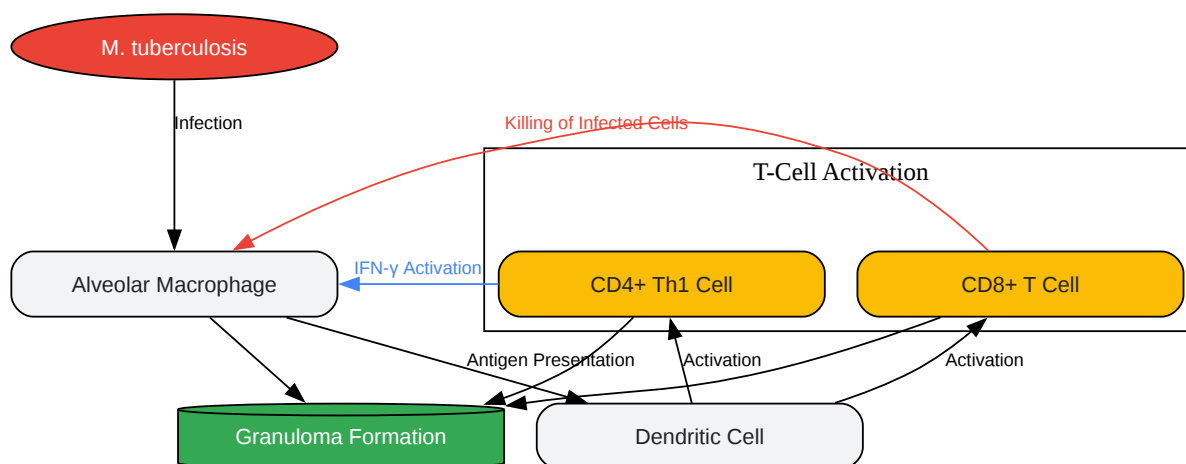 M. tuberculosis
Infection
Killing of Infected Cells
T-Cell Activation
IFN-γ Activation
Alveolar Macrophage
CD4+ Th1 Cell
CD8+ T Cell
Antigen Presentation
Activation
Activation
Granuloma Formation
Dendritic Cell